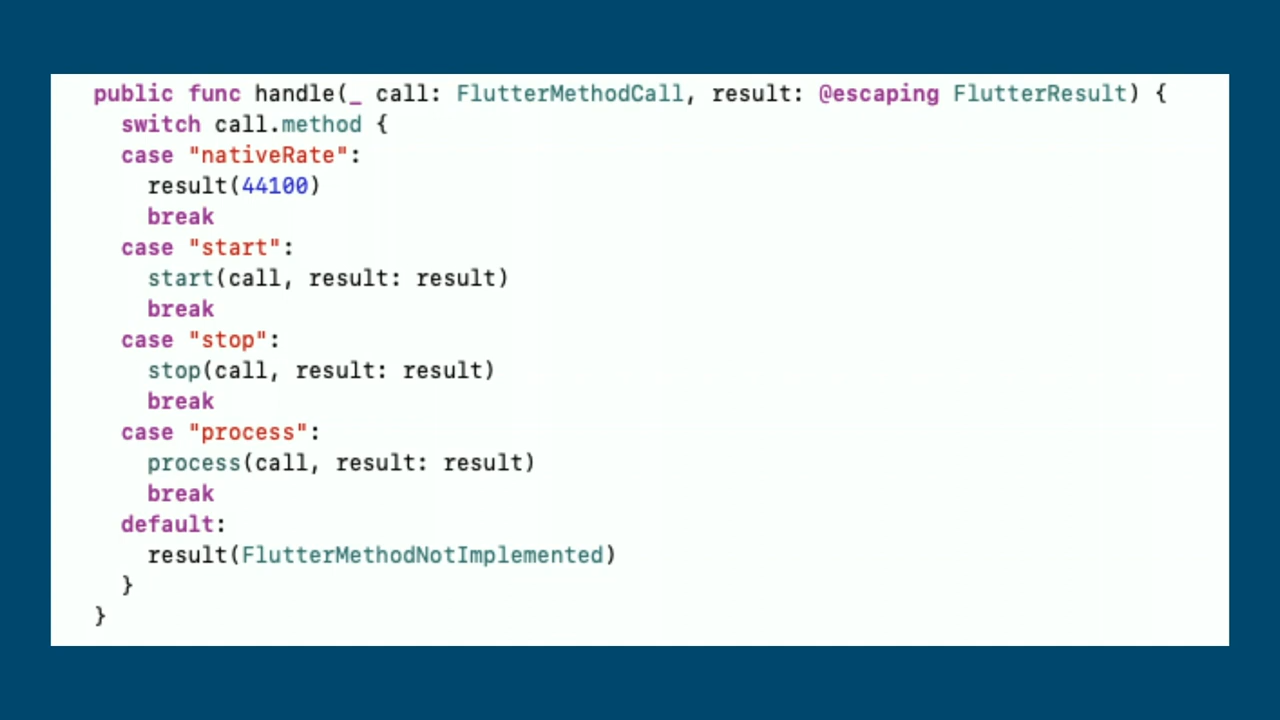 public func handle(_ call: FlutterMethodCall, result: @escaping FlutterResult) {
  switch call.method {
  case "nativeRate":
    result(44100)
    break
  case "start":
    start(call, result: result)
    break
  case "stop":
    stop(call, result: result)
    break
  case "process":
    process(call, result: result)
    break
  default:
    result(FlutterMethodNotImplemented)
  }
}